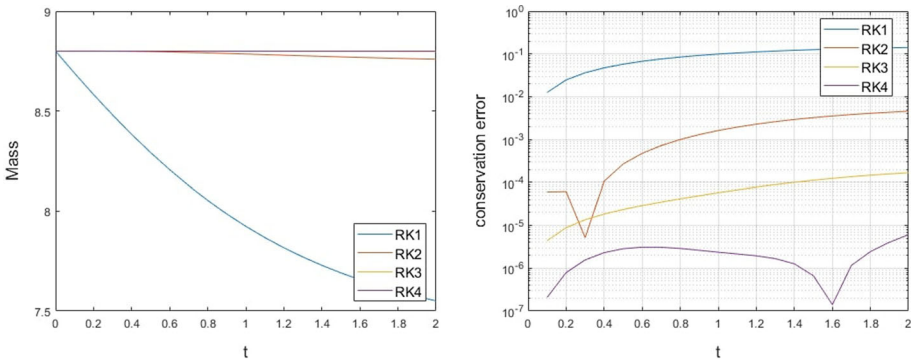 9
8.5
8
7.5
Mass
0 0.2 0.4 0.6 0.8 1 1.2 1.4 1.6 1.8 2
t
RK1
RK2
RK3
RK4
10^0
10^-1
10^-2
10^-3
10^-4
10^-5
10^-6
10^-7
conservation error
0 0.2 0.4 0.6 0.8 1 1.2 1.4 1.6 1.8 2
t
RK1
RK2
RK3
RK4